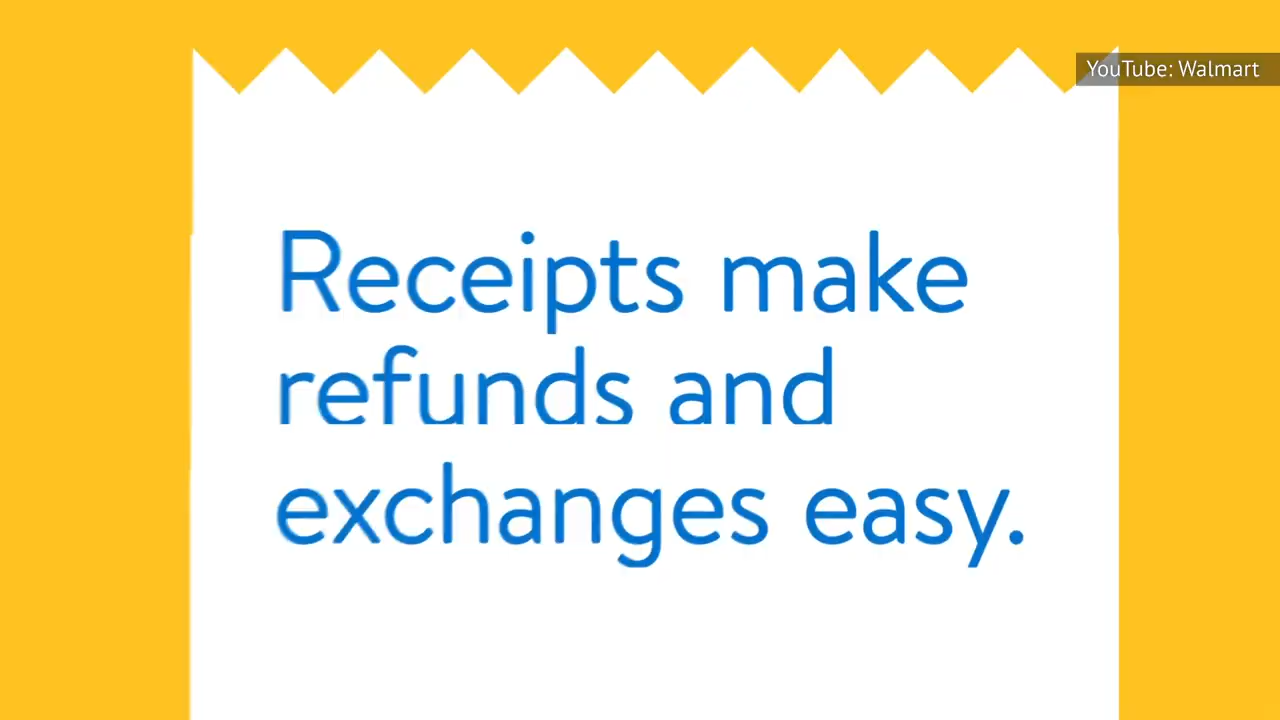 YouTube: Walmart
Receipts make
refunds and
exchanges easy.